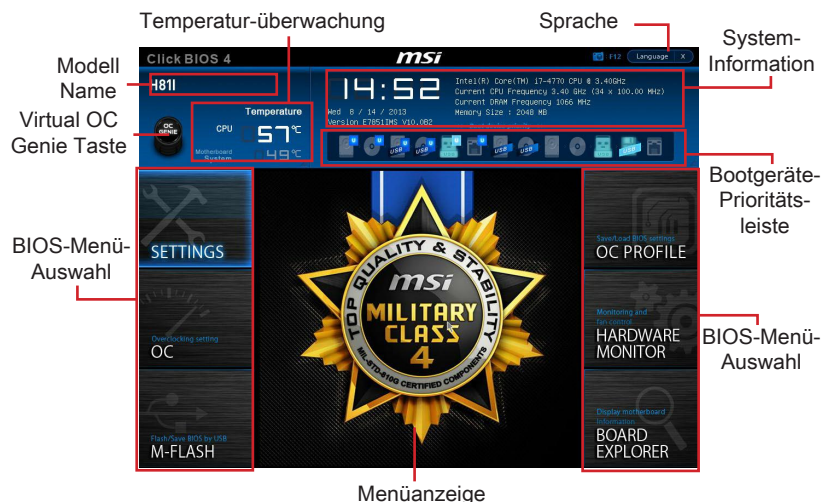 Temperatur-überwachung
Sprache
System-
Information
Modell
Name
Virtual OC
Genie Taste
Bootgeräte-
Prioritäts-
leiste
BIOS-Menü-
Auswahl
BIOS-Menü-
Auswahl
Menüanzeige
Click BIOS 4
msi
F12
Language
X
H81I
14:52
Wed 8 / 14 / 2013
Version E7851IMS V10.0B2
Intel(R) Core(TM) i7-4770 CPU @ 3.40GHz
Current CPU Frequency 3.40 GHz (34 x 100.00 MHz)
Current DRAM Frequency 1066 MHz
Memory Size : 2048 MB
OC
GENIE
Temperature
CPU 57°C
Motherboard
System 49°C
U U USB U USB U U U USB USB USB
SETTINGS
Overclocking setting
OC
Flash/Save BIOS by USB
M-FLASH
TOP QUALITY & STABILITY
msi
MILITARY
CLASS
4
MIL-STD-810G CERTIFIED COMPONENTS
Save/Load BIOS settings
OC PROFILE
Monitoring and
fan control
HARDWARE
MONITOR
Display motherboard
information
BOARD
EXPLORER